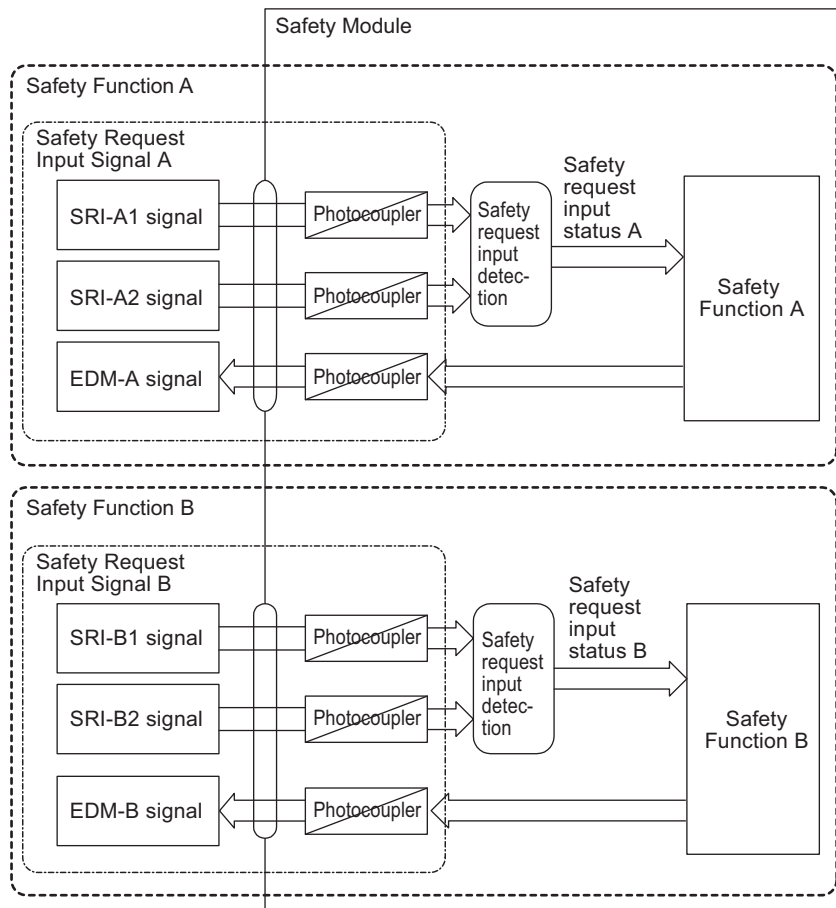 Safety Module
Safety Function A
Safety Request
Input Signal A
SRI-A1 signal
Photocoupler
SRI-A2 signal
Photocoupler
EDM-A signal
Photocoupler
Safety
request
input
detec-
tion
Safety
request
input
status A
Safety
Function A
Safety Function B
Safety Request
Input Signal B
SRI-B1 signal
Photocoupler
SRI-B2 signal
Photocoupler
EDM-B signal
Photocoupler
Safety
request
input
detec-
tion
Safety
request
input
status B
Safety
Function B